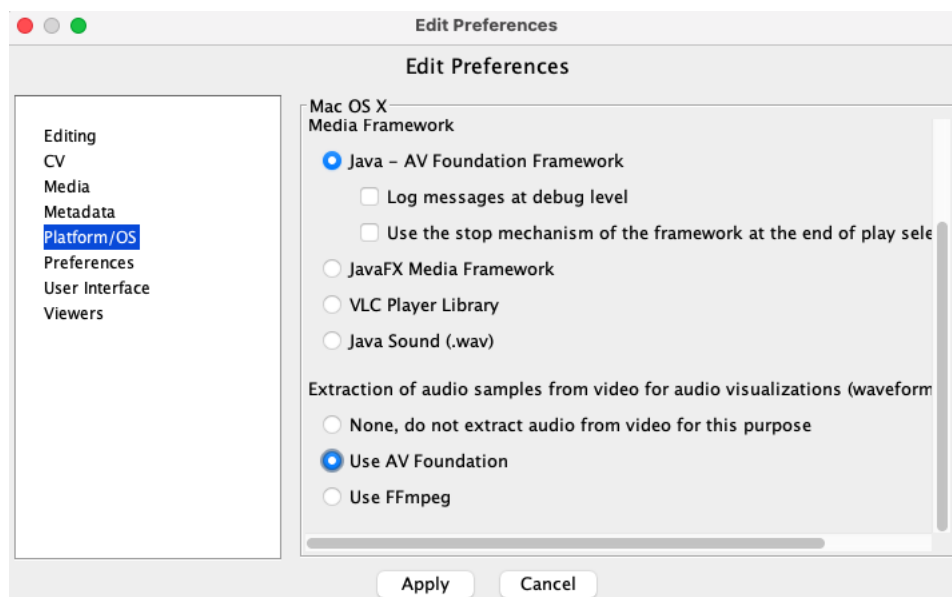 Edit Preferences
Edit Preferences
Editing
CV
Media
Metadata
Platform/OS
Preferences
User Interface
Viewers
Mac OS X
Media Framework
Java – AV Foundation Framework
Log messages at debug level
Use the stop mechanism of the framework at the end of play sele
JavaFX Media Framework
VLC Player Library
Java Sound (.wav)
Extraction of audio samples from video for audio visualizations (waveform
None, do not extract audio from video for this purpose
Use AV Foundation
Use FFmpeg
Apply
Cancel